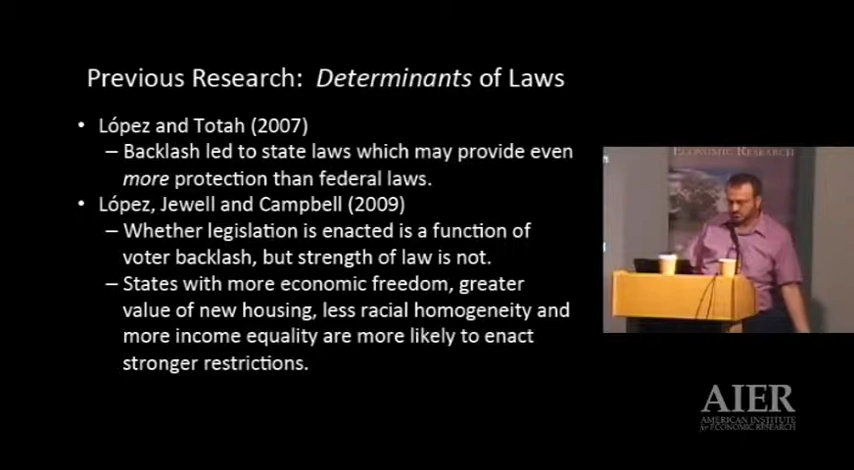 Previous Research: Determinants of Laws
• López and Totah (2007)
– Backlash led to state laws which may provide even
more protection than federal laws.
• López, Jewell and Campbell (2009)
– Whether legislation is enacted is a function of
voter backlash, but strength of law is not.
– States with more economic freedom, greater
value of new housing, less racial homogeneity and
more income equality are more likely to enact
stronger restrictions.
ECONOMIC RESEARCH
AIER
AMERICAN INSTITUTE
for ECONOMIC RESEARCH